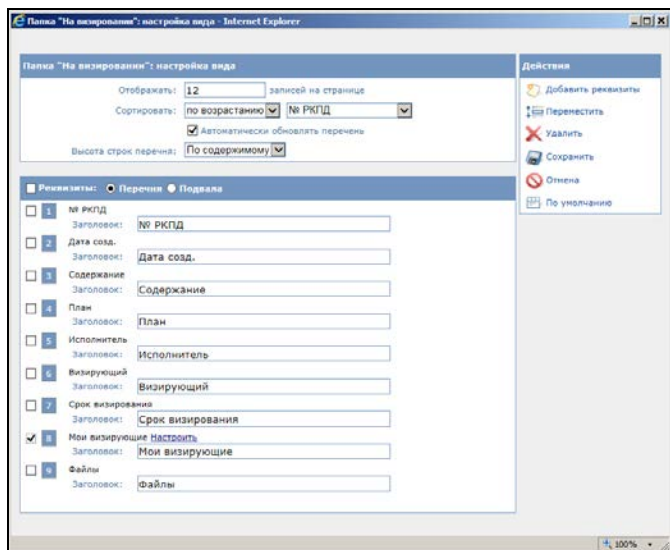 Папка "На визировании": настройка вида - Internet Explorer
Папка "На визировании": настройка вида
Отображать: 12 записей на странице
Сортировать: по возрастанию № РКПД
Автоматически обновлять перечень
Высота строк перечня: По содержимому
Реквизиты: Перечня Подвала
1 № РКПД
Заголовок: № РКПД
2 Дата созд.
Заголовок: Дата созд.
3 Содержание
Заголовок: Содержание
4 План
Заголовок: План
5 Исполнитель
Заголовок: Исполнитель
6 Визирующий
Заголовок: Визирующий
7 Срок визирования
Заголовок: Срок визирования
8 Мои визирующие Настроить
Заголовок: Мои визирующие
9 Файлы
Заголовок: Файлы
Действия
Добавить реквизиты
Переместить
Удалить
Сохранить
Отмена
По умолчанию
100%